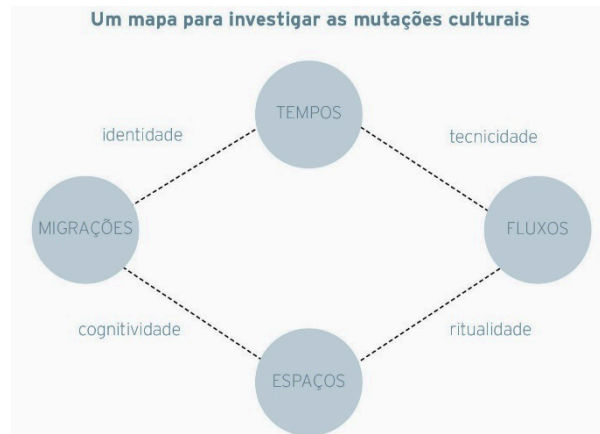 Um mapa para investigar as mutações culturais
TEMPOS
identidade
tecnicidade
MIGRAÇÕES
FLUXOS
cognitividade
ritualidade
ESPAÇOS